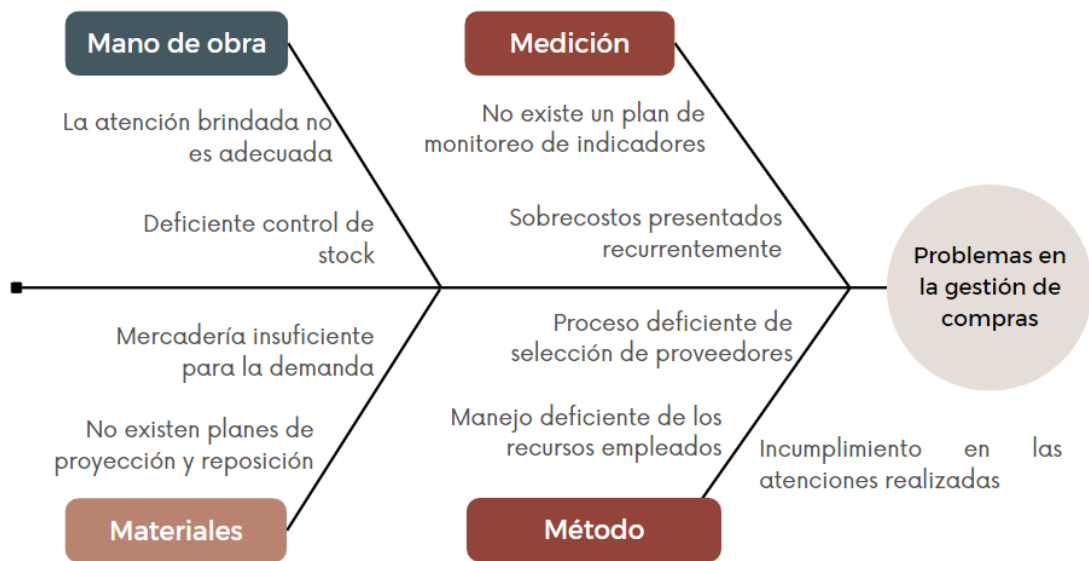 Mano de obra
Medición
La atención brindada no
es adecuada
No existe un plan de
monitoreo de indicadores
Deficiente control de
stock
Sobrecostos presentados
recurrentemente
Problemas en
la gestión de
compras
Mercadería insuficiente
para la demanda
Proceso deficiente de
selección de proveedores
No existen planes de
proyección y reposición
Manejo deficiente de los
recursos empleados
Incumplimiento en las
atenciones realizadas
Materiales
Método